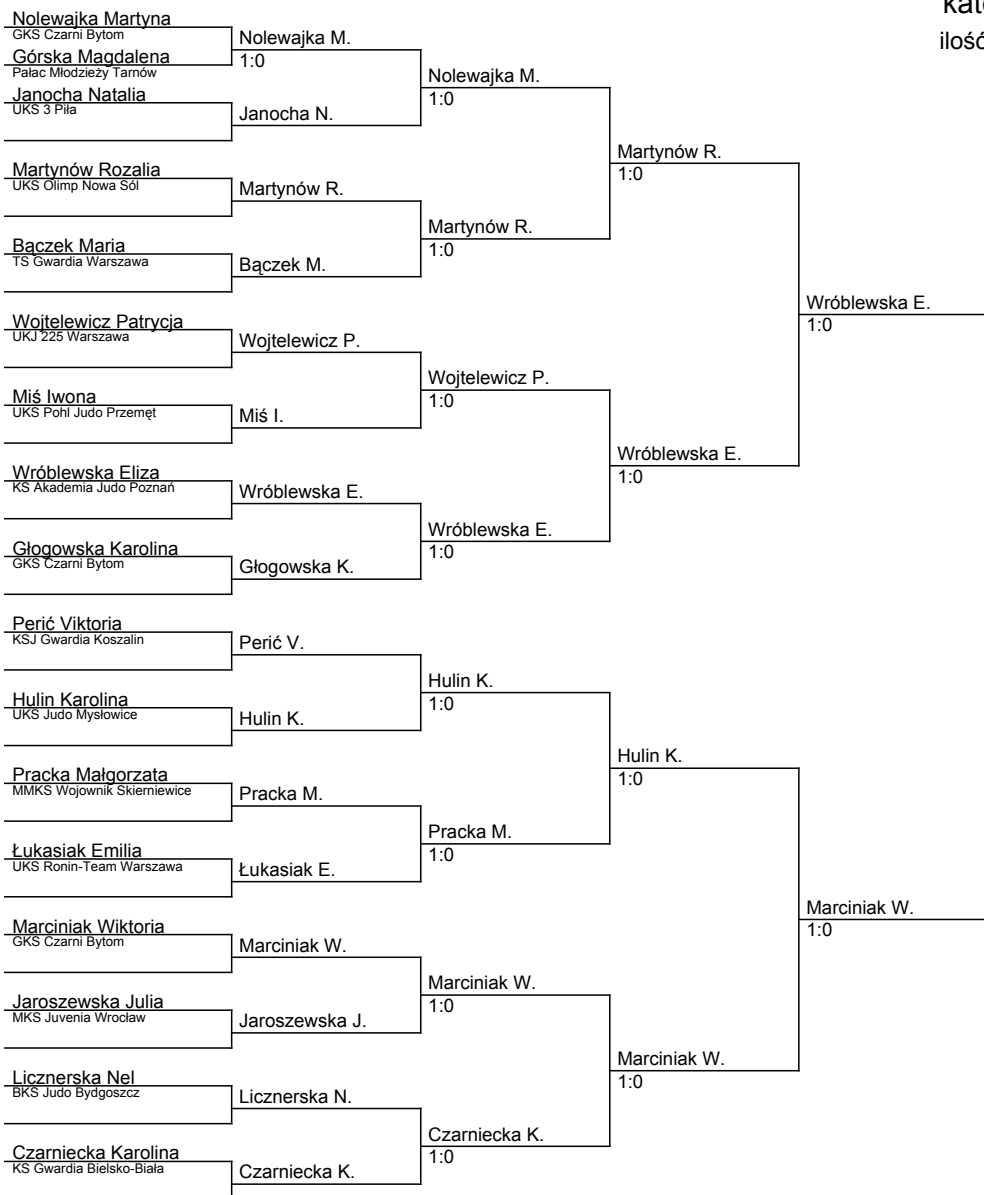 kate
ilość
Nolewajka Martyna
GKS Czarni Bytom
Górska Magdalena
Pałac Młodzieży Tarnów
Janocha Natalia
UKS 3 Piła
Martynów Rozalia
UKS Olimp Nowa Sól
Bączek Maria
TS Gwardia Warszawa
Wojtelewicz Patrycja
UKJ 225 Warszawa
Miś Iwona
UKS Pohl Judo Przemęt
Wróblewska Eliza
KS Akademia Judo Poznań
Głogowska Karolina
GKS Czarni Bytom
Perić Viktoria
KSJ Gwardia Koszalin
Hulin Karolina
UKS Judo Mysłowice
Pracka Małgorzata
MMKS Wojownik Skierniewice
Łukasiak Emilia
UKS Ronin-Team Warszawa
Marciniak Wiktoria
GKS Czarni Bytom
Jaroszewska Julia
MKS Juvenia Wrocław
Licznerska Nel
BKS Judo Bydgoszcz
Czarniecka Karolina
KS Gwardia Bielsko-Biała
Nolewajka M.
1:0
Janocha N.
Martynów R.
Bączek M.
Wojtelewicz P.
Miś I.
Wróblewska E.
Głogowska K.
Perić V.
Hulin K.
Pracka M.
Łukasiak E.
Marciniak W.
Jaroszewska J.
Licznerska N.
Czarniecka K.
Nolewajka M.
1:0
Martynów R.
1:0
Wojtelewicz P.
1:0
Wróblewska E.
1:0
Hulin K.
1:0
Pracka M.
1:0
Marciniak W.
1:0
Czarniecka K.
1:0
Martynów R.
1:0
Wróblewska E.
1:0
Hulin K.
1:0
Marciniak W.
1:0
Wróblewska E.
1:0
Marciniak W.
1:0